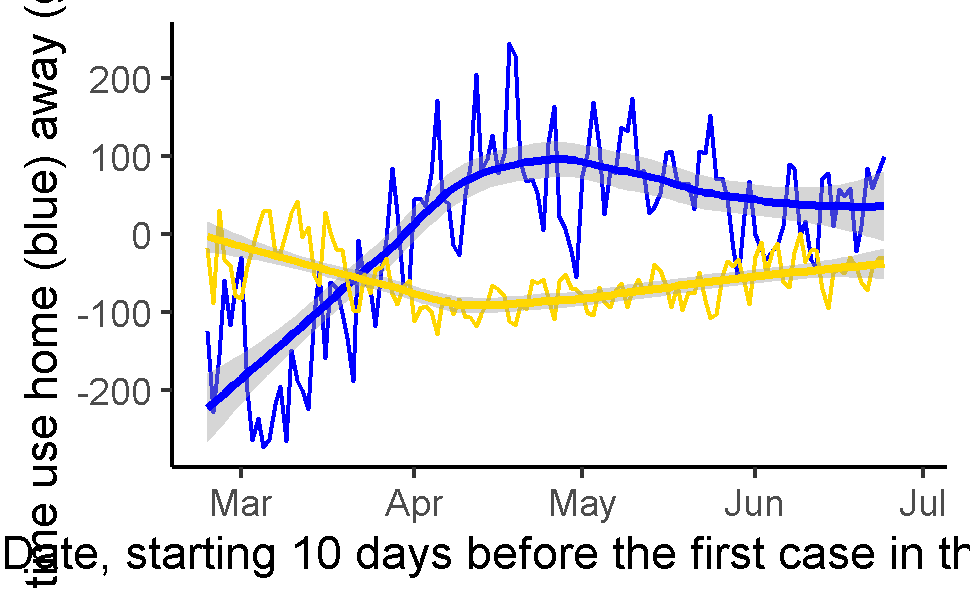 time use home (blue) away (
200
100
0
-100
-200
Mar Apr May Jun Jul
Date, starting 10 days before the first case in th